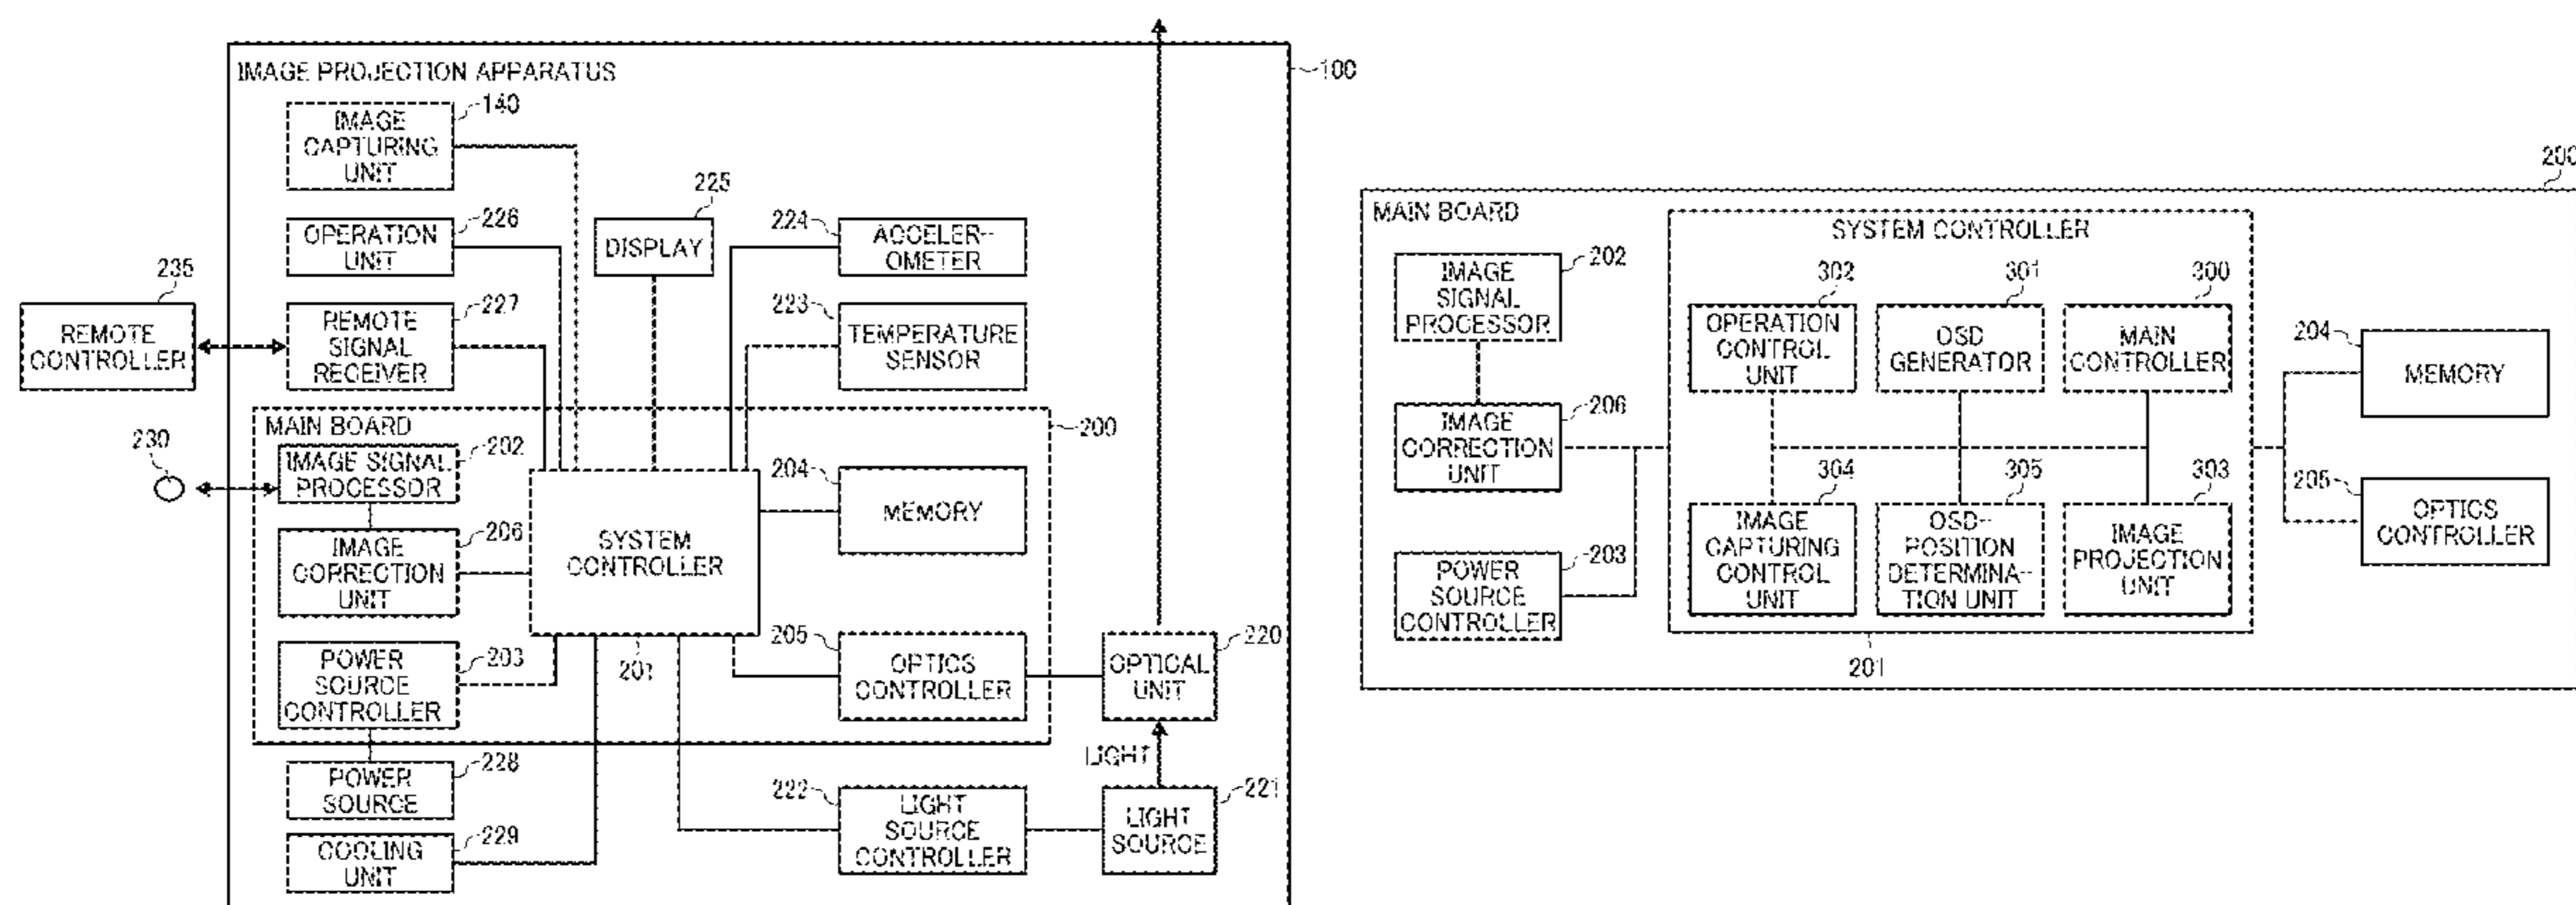 IMAGE PROJECTION APPARATUS
100
140
IMAGE
CAPTURING
UNIT
226
OPERATION
UNIT
225
DISPLAY
224
ACCELER-
OMETER
235
REMOTE
CONTROLLER
227
REMOTE
SIGNAL
RECEIVER
223
TEMPERATURE
SENSOR
MAIN BOARD
200
230
202
IMAGE SIGNAL
PROCESSOR
206
IMAGE
CORRECTION
UNIT
SYSTEM
CONTROLLER
201
204
MEMORY
203
POWER
SOURCE
CONTROLLER
205
OPTICS
CONTROLLER
220
OPTICAL
UNIT
LIGHT
228
POWER
SOURCE
229
COOLING
UNIT
222
LIGHT
SOURCE
CONTROLLER
221
LIGHT
SOURCE
200
MAIN BOARD
202
IMAGE
SIGNAL
PROCESSOR
206
IMAGE
CORRECTION
UNIT
203
POWER
SOURCE
CONTROLLER
SYSTEM CONTROLLER
302
OPERATION
CONTROL
UNIT
301
OSD
GENERATOR
300
MAIN
CONTROLLER
304
IMAGE
CAPTURING
CONTROL
UNIT
305
OSD-
POSITION
DETERMINA-
TION UNIT
303
IMAGE
PROJECTION
UNIT
201
204
MEMORY
205
OPTICS
CONTROLLER